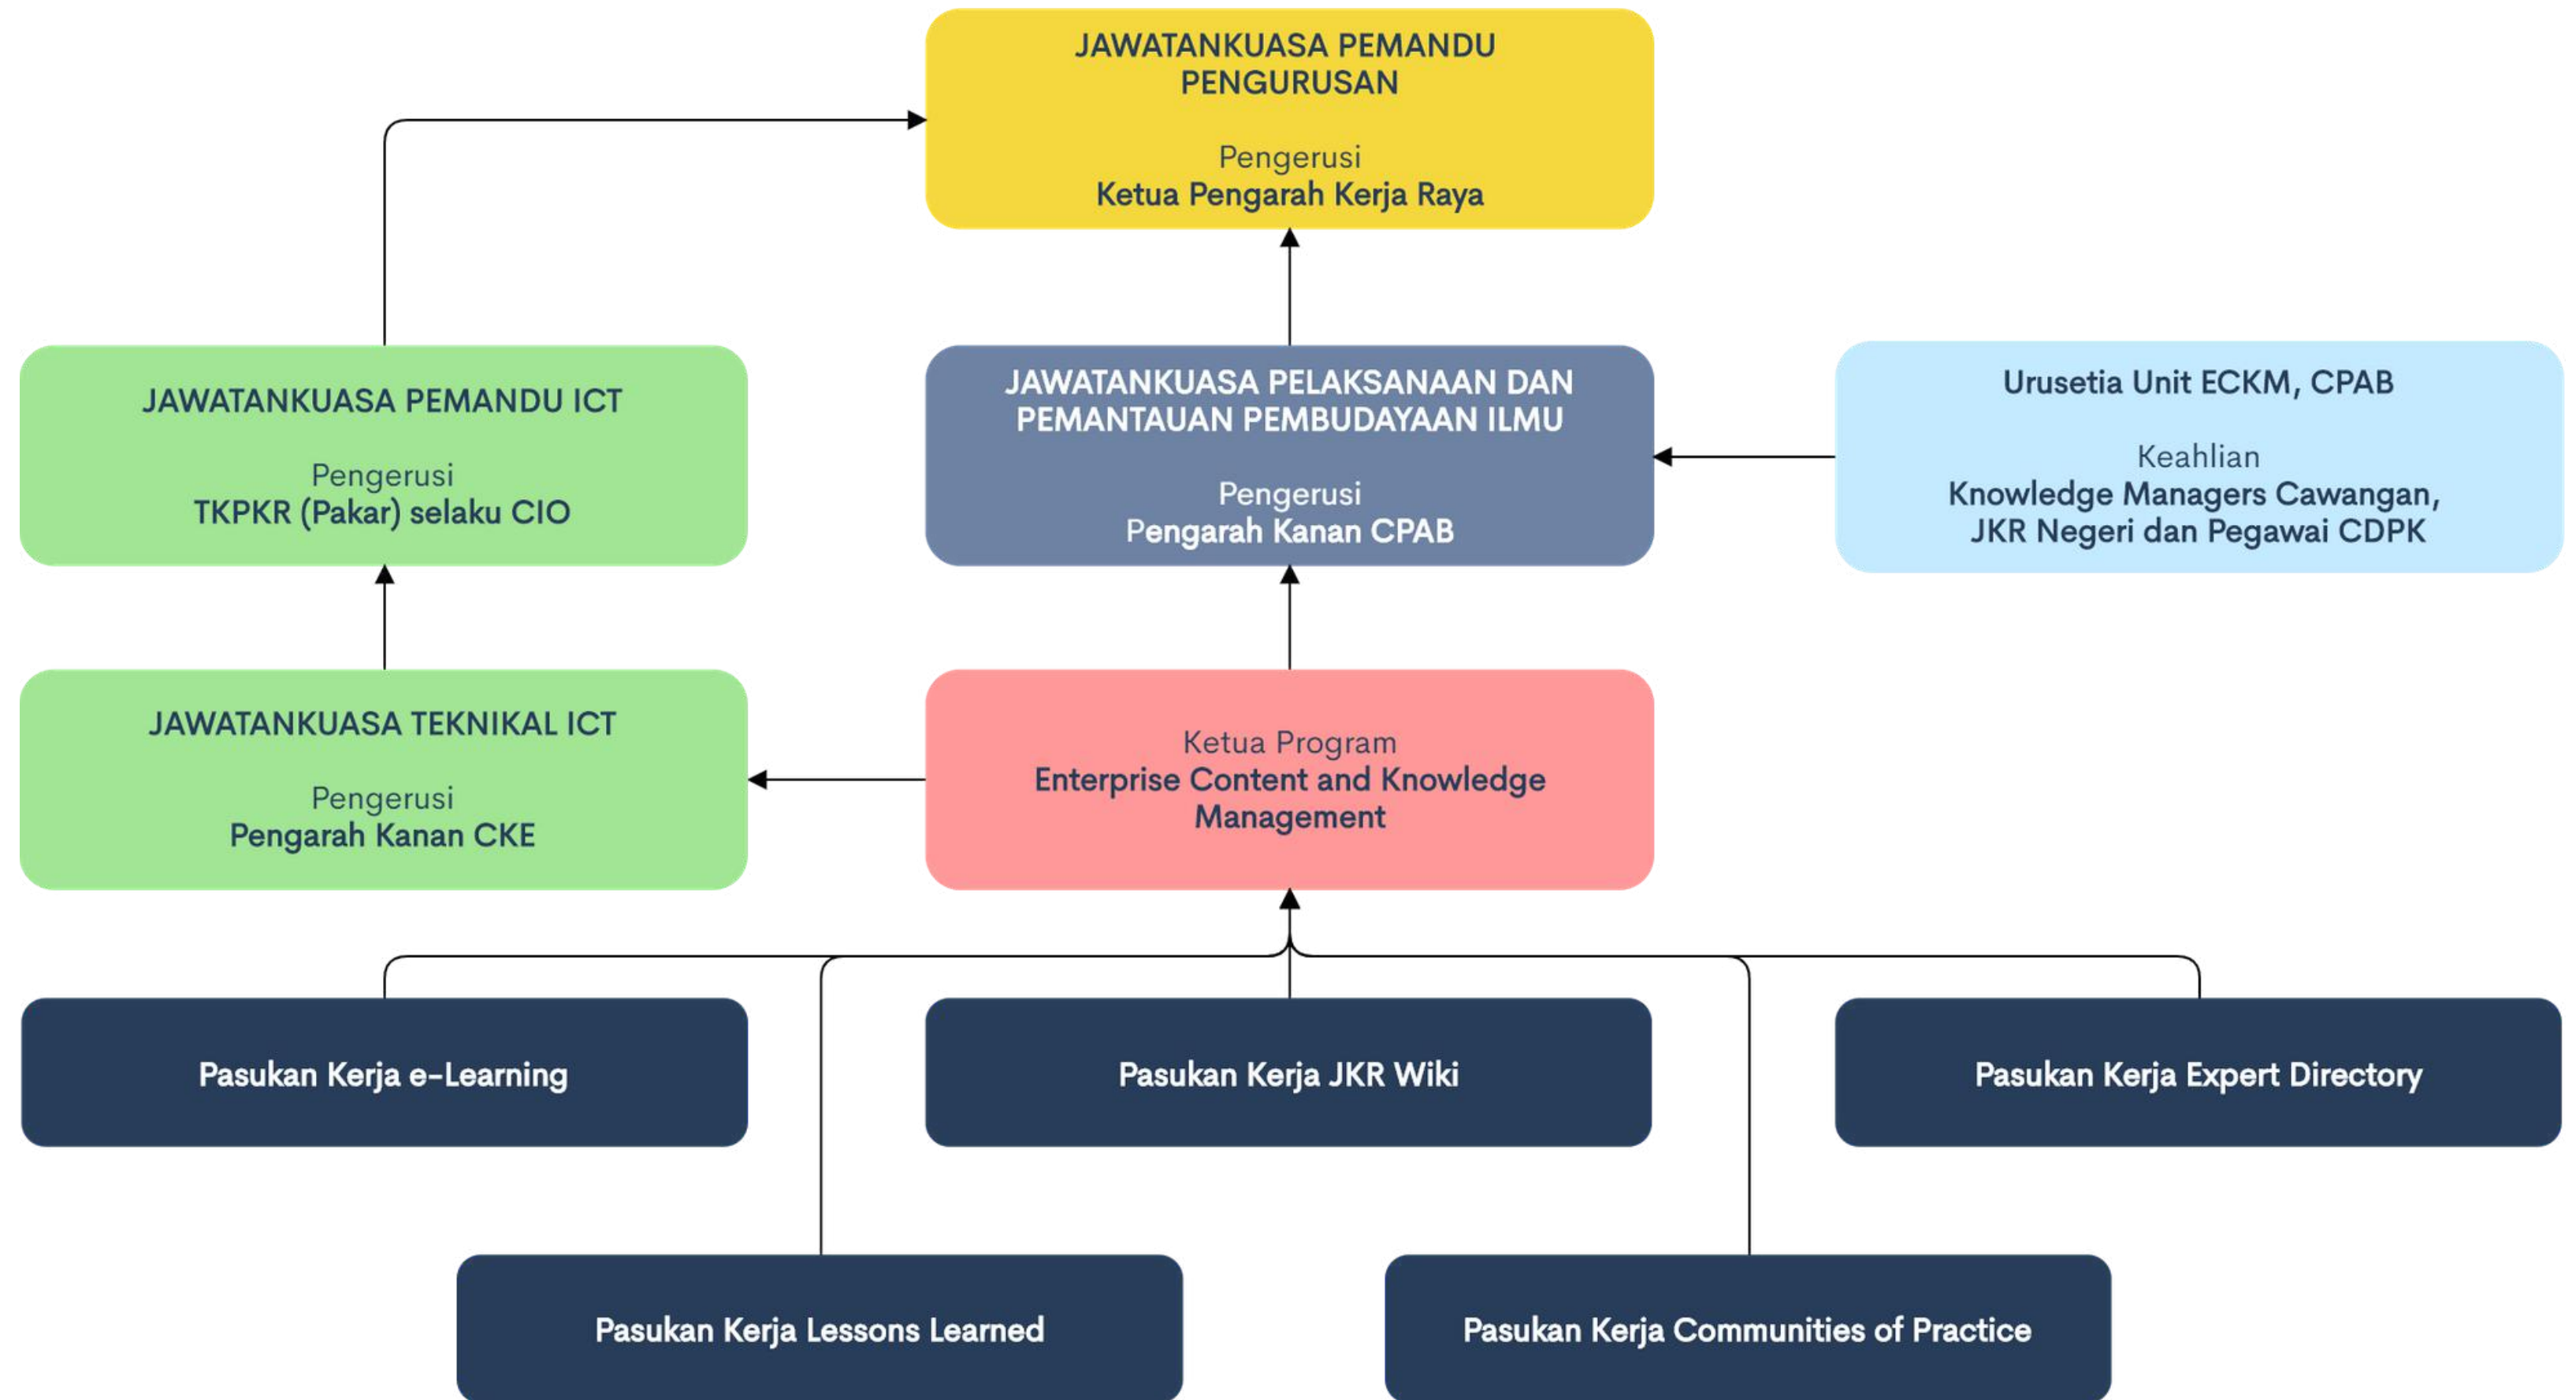 JAWATANKUASA PEMANDU
PENGURUSAN
Pengerusi
Ketua Pengarah Kerja Raya
JAWATANKUASA PEMANDU ICT
Pengerusi
TKPKR (Pakar) selaku CIO
JAWATANKUASA PELAKSANAAN DAN
PEMANTAUAN PEMBUDAYAAN ILMU
Pengerusi
Pengarah Kanan CPAB
Urusetia Unit ECKM, CPAB
Keahlian
Knowledge Managers Cawangan,
JKR Negeri dan Pegawai CDPK
JAWATANKUASA TEKNIKAL ICT
Pengerusi
Pengarah Kanan CKE
Ketua Program
Enterprise Content and Knowledge
Management
Pasukan Kerja e-Learning
Pasukan Kerja JKR Wiki
Pasukan Kerja Expert Directory
Pasukan Kerja Lessons Learned
Pasukan Kerja Communities of Practice